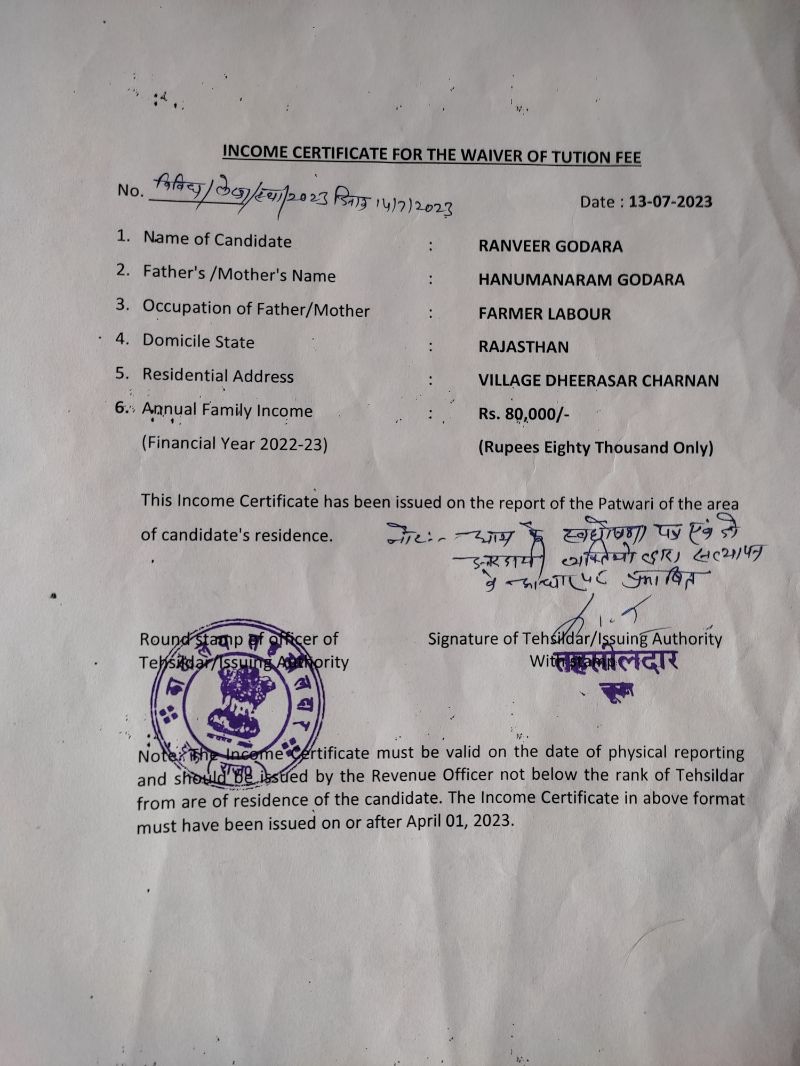 INCOME CERTIFICATE FOR THE WAIVER OF TUTION FEE
No. विविध/लेखा/स्था/2023 दिनांक 14/7/2023
Date : 13-07-2023
1. Name of Candidate : RANVEER GODARA
2. Father's /Mother's Name : HANUMANARAM GODARA
3. Occupation of Father/Mother : FARMER LABOUR
4. Domicile State : RAJASTHAN
5. Residential Address : VILLAGE DHEERASAR CHARNAN
6. Annual Family Income : Rs. 80,000/-
(Financial Year 2022-23) (Rupees Eighty Thousand Only)
This Income Certificate has been issued on the report of the Patwari of the area
of candidate's residence.
नोट:- आय के स्वघोषणा पत्र एवं दो
उत्तरदायी व्यक्तियों द्वारा सत्यापन
के आधार पर प्रमाणित
Round stamp of officer of
Tehsildar/Issuing Authority
Signature of Tehsildar/Issuing Authority
With stamp
तहसीलदार
चूरू
राज०
Note: The Income Certificate must be valid on the date of physical reporting
and should be issued by the Revenue Officer not below the rank of Tehsildar
from are of residence of the candidate. The Income Certificate in above format
must have been issued on or after April 01, 2023.